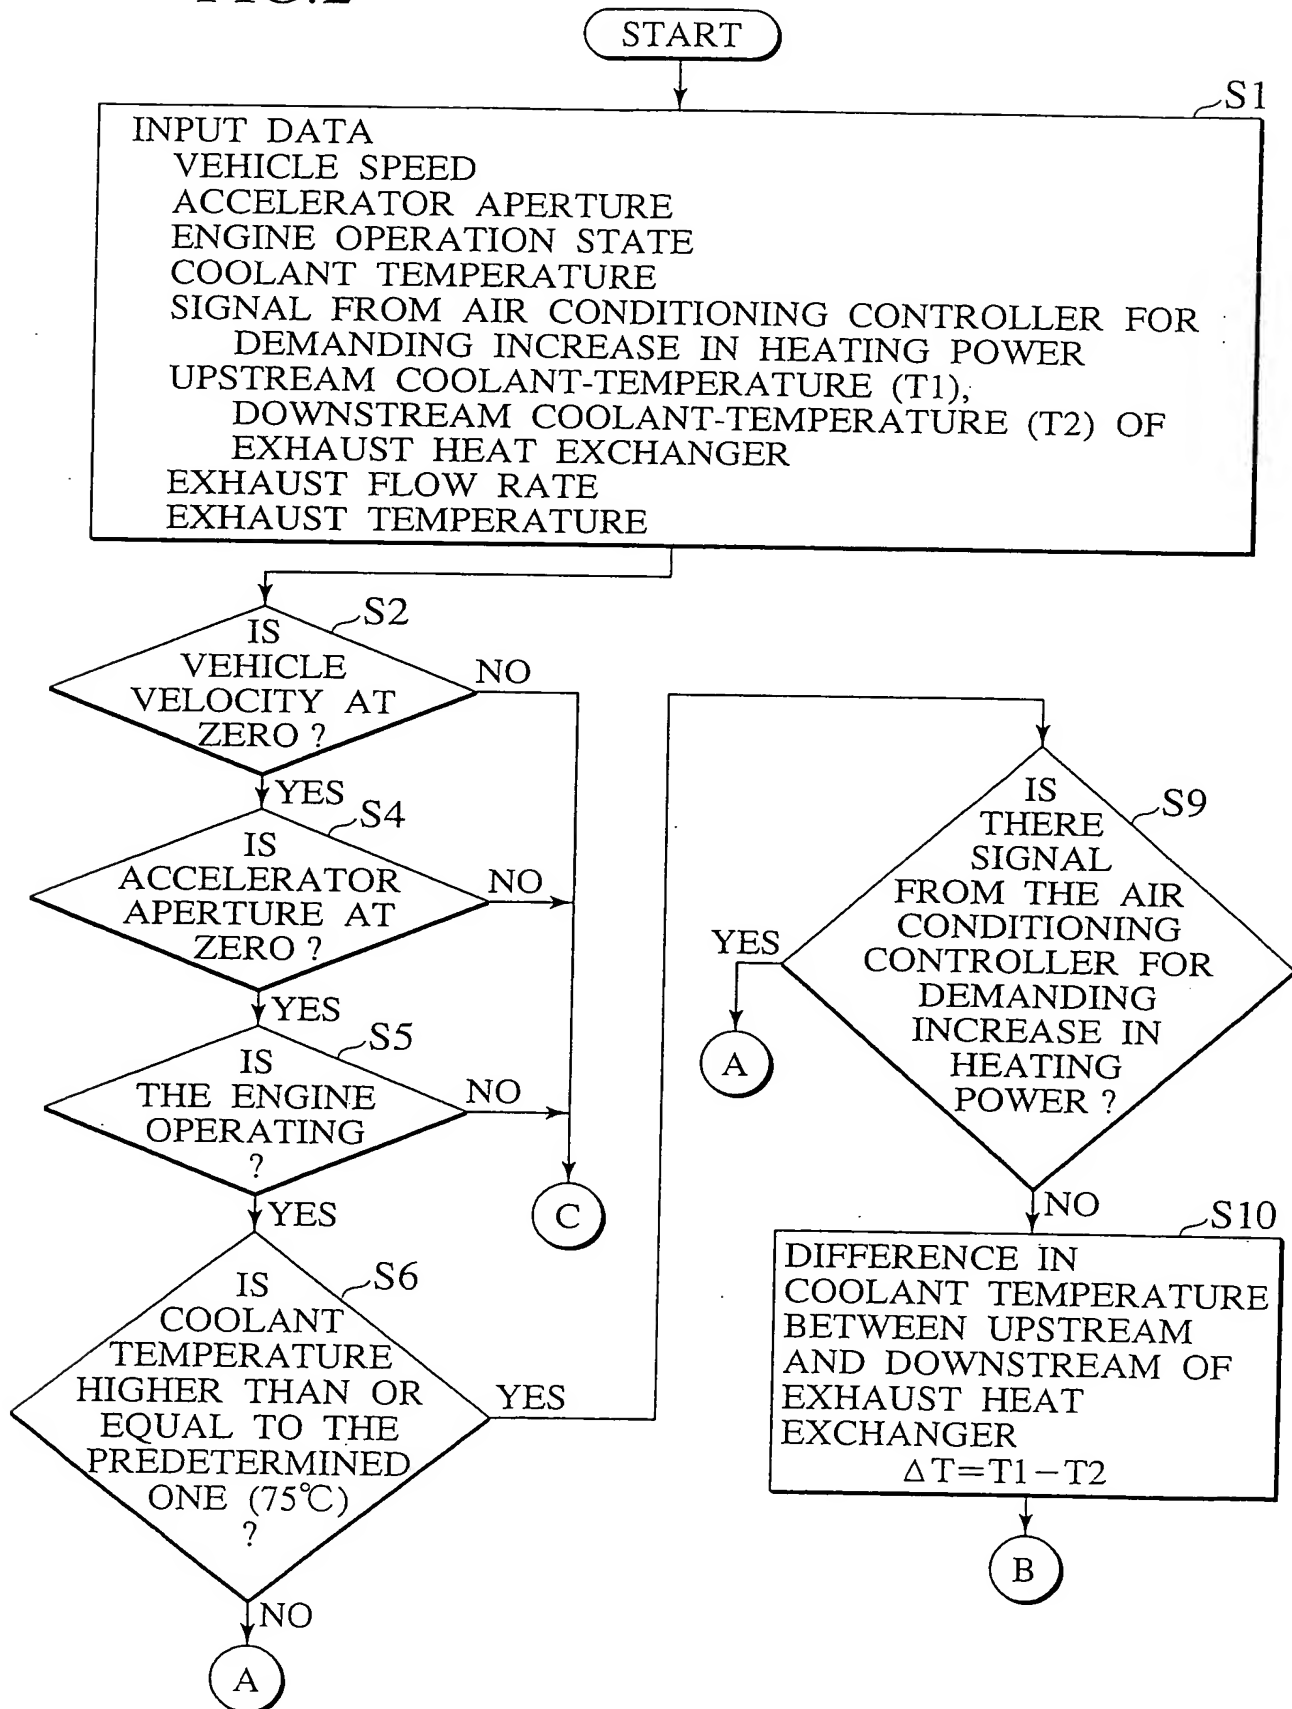 START
S1
INPUT DATA
VEHICLE SPEED
ACCELERATOR APERTURE
ENGINE OPERATION STATE
COOLANT TEMPERATURE
SIGNAL FROM AIR CONDITIONING CONTROLLER FOR
DEMANDING INCREASE IN HEATING POWER
UPSTREAM COOLANT-TEMPERATURE (T1),
DOWNSTREAM COOLANT-TEMPERATURE (T2) OF
EXHAUST HEAT EXCHANGER
EXHAUST FLOW RATE
EXHAUST TEMPERATURE
S2
IS
VEHICLE
VELOCITY AT
ZERO ?
NO
YES
S4
IS
ACCELERATOR
APERTURE AT
ZERO ?
NO
YES
S5
IS
THE ENGINE
OPERATING
?
NO
YES
C
S6
IS
COOLANT
TEMPERATURE
HIGHER THAN OR
EQUAL TO THE
PREDETERMINED
ONE (75℃)
?
YES
NO
A
S9
IS
THERE
SIGNAL
FROM THE AIR
CONDITIONING
CONTROLLER FOR
DEMANDING
INCREASE IN
HEATING
POWER ?
YES
A
NO
S10
DIFFERENCE IN
COOLANT TEMPERATURE
BETWEEN UPSTREAM
AND DOWNSTREAM OF
EXHAUST HEAT
EXCHANGER
△T=T1−T2
B